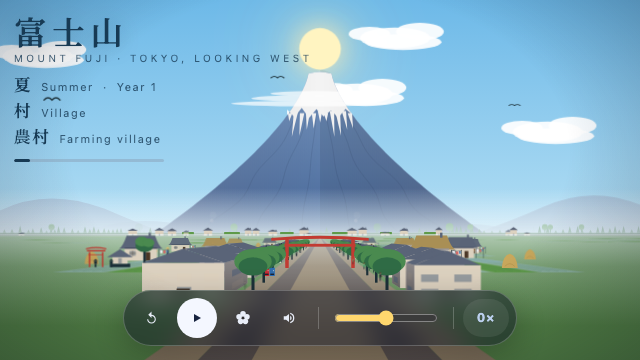 富士山
MOUNT FUJI · TOKYO, LOOKING WEST
夏 Summer · Year 1
村 Village
農村 Farming village
0×